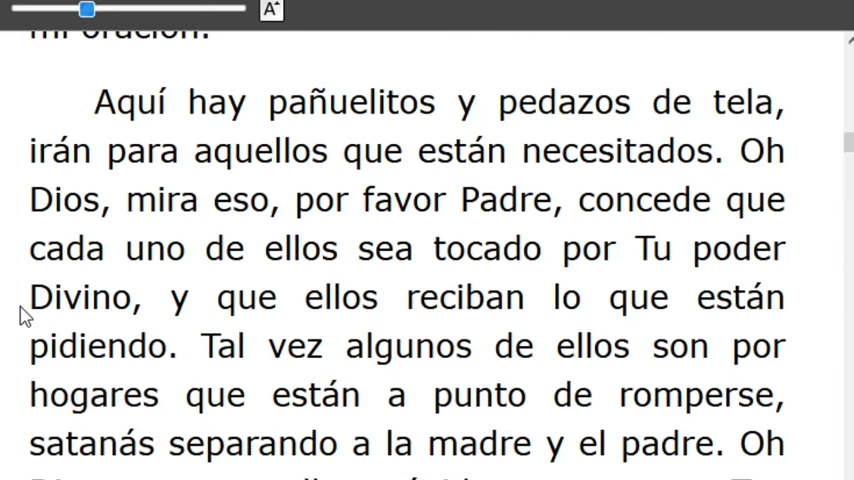 A
mi oración.
Aquí hay pañuelitos y pedazos de tela,
irán para aquellos que están necesitados. Oh
Dios, mira eso, por favor Padre, concede que
cada uno de ellos sea tocado por Tu poder
Divino, y que ellos reciban lo que están
pidiendo. Tal vez algunos de ellos son por
hogares que están a punto de romperse,
satanás separando a la madre y el padre. Oh